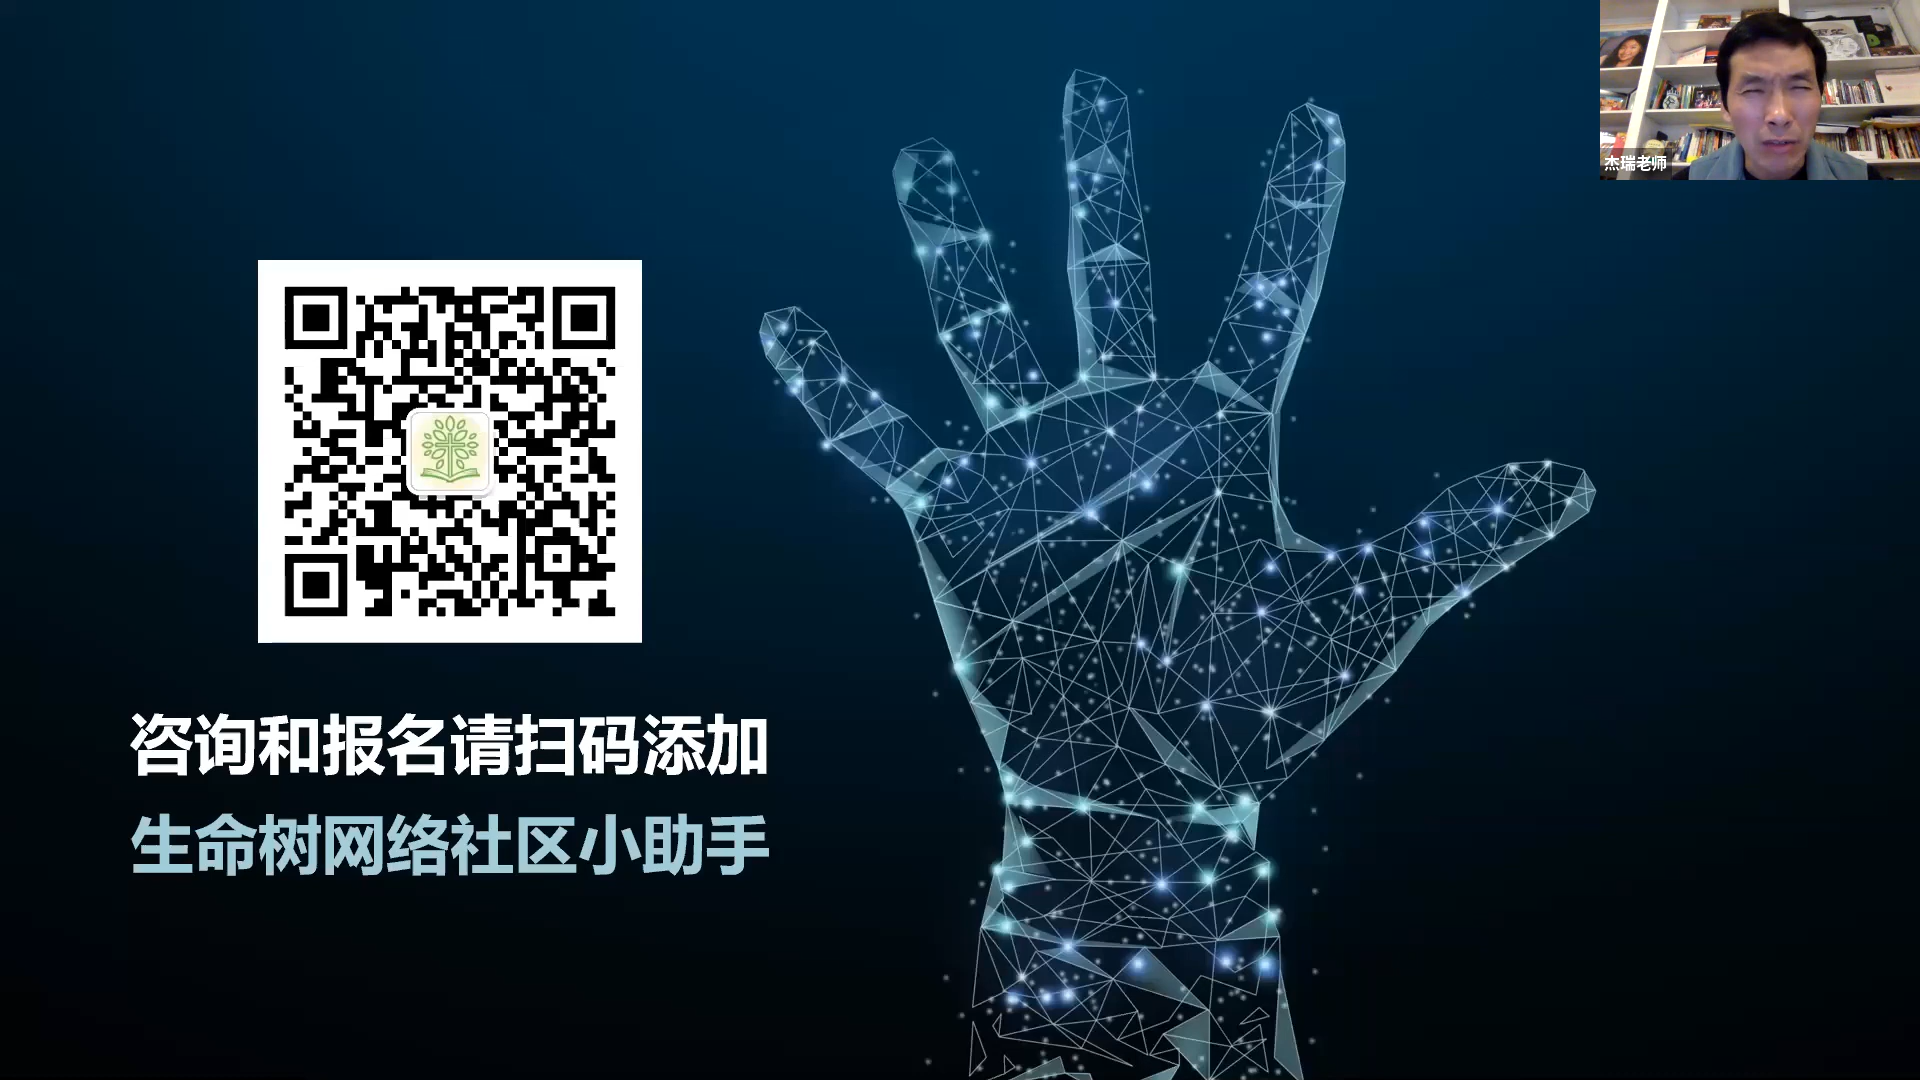 杰瑞老师
咨询和报名请扫码添加
生命树网络社区小助手